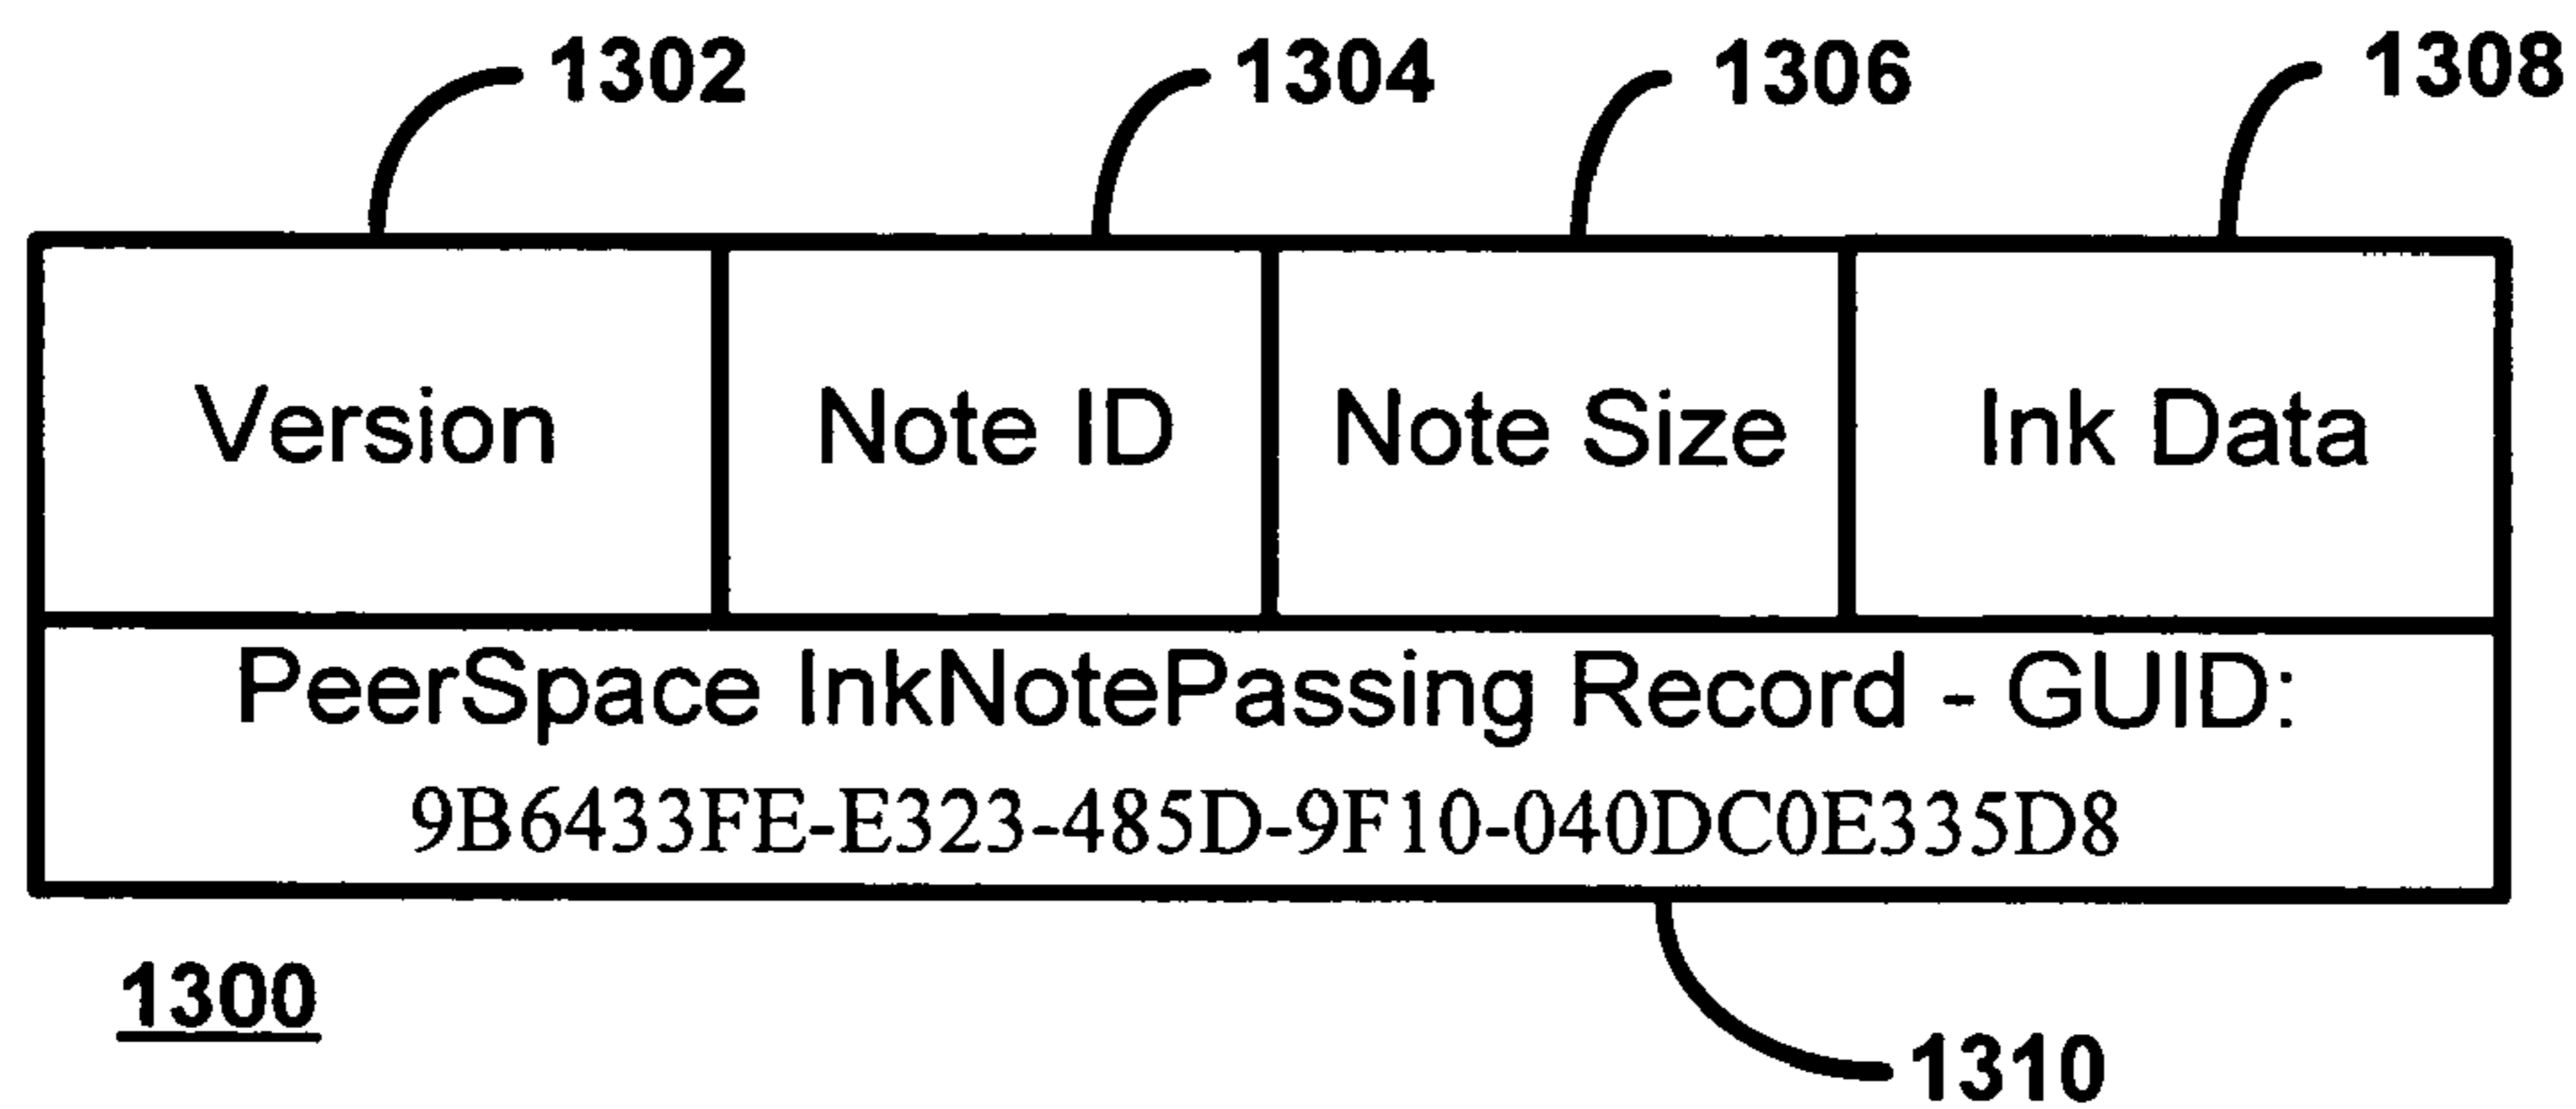 1302 1304 1306 1308
Version Note ID Note Size Ink Data
PeerSpace InkNotePassing Record - GUID:
9B6433FE-E323-485D-9F10-040DC0E335D8
1300
1310